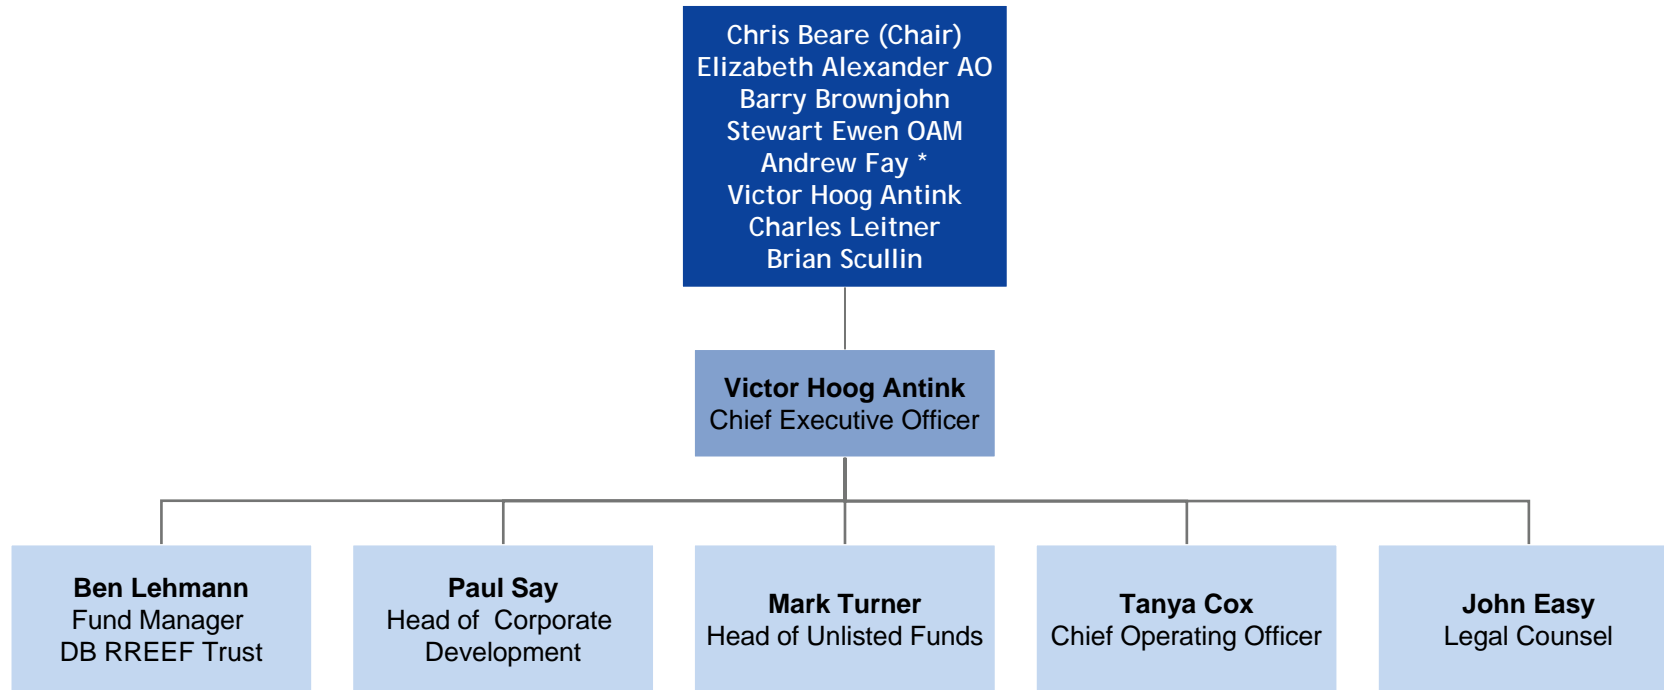 Chris Beare (Chair)
Elizabeth Alexander AO
Barry Brownjohn
Stewart Ewen OAM
Andrew Fay *
Victor Hoog Antink
Charles Leitner
Brian Scullin
Victor Hoog Antink
Chief Executive Officer
Ben Lehmann
Fund Manager
DB RREEF Trust
Paul Say
Head of Corporate
Development
Mark Turner
Head of Unlisted Funds
Tanya Cox
Chief Operating Officer
John Easy
Legal Counsel